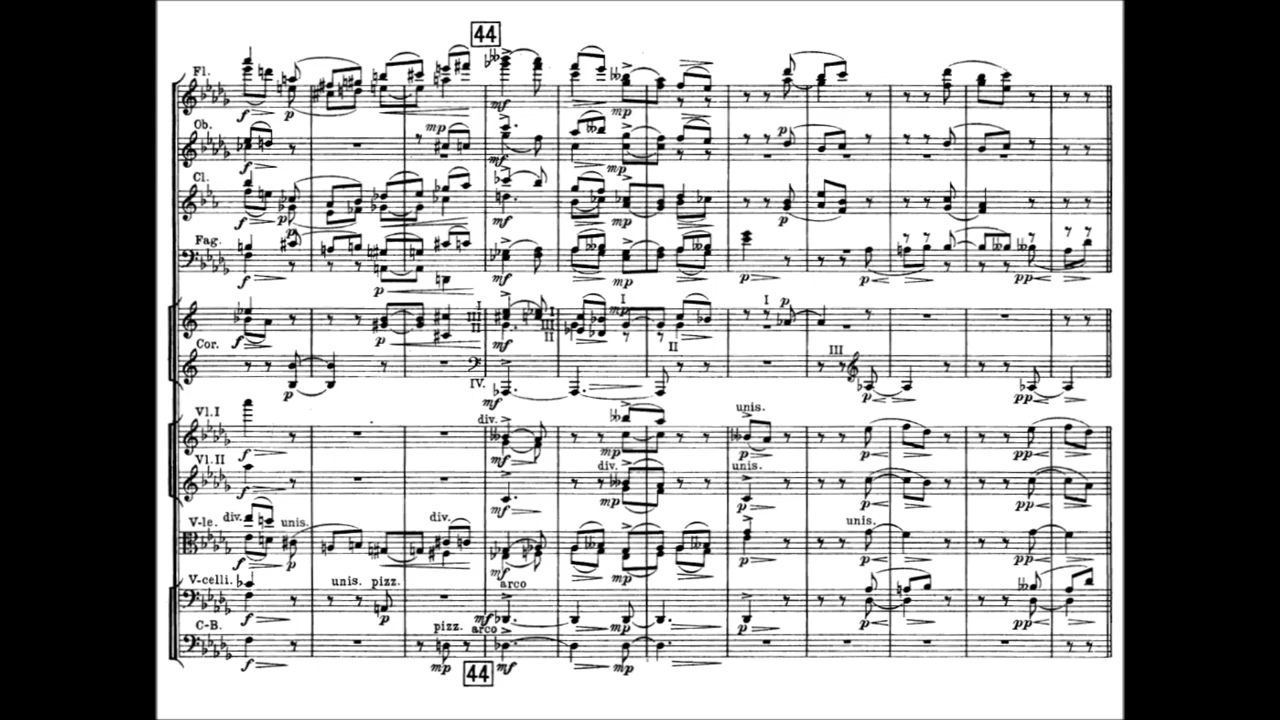 44
Fl.
f p mf mp
Ob.
mp p
f mf mp
Cl.
f p mf mp p
Fag.
p
f p mf mp p p pp
I I I I p
III III mp
II II
f p mf II
Cor.
III
IV.
p mf p pp
Vl.I
div. unis.
f mf mp p p pp
Vl.II
div. unis.
f mf mp p p pp
V-le. div. unis. div. unis.
f p mf mp p p pp
V-celli. unis. pizz. arco
f p mf mp p p pp
C-B.
pizz. arco
f mp mf mp
44